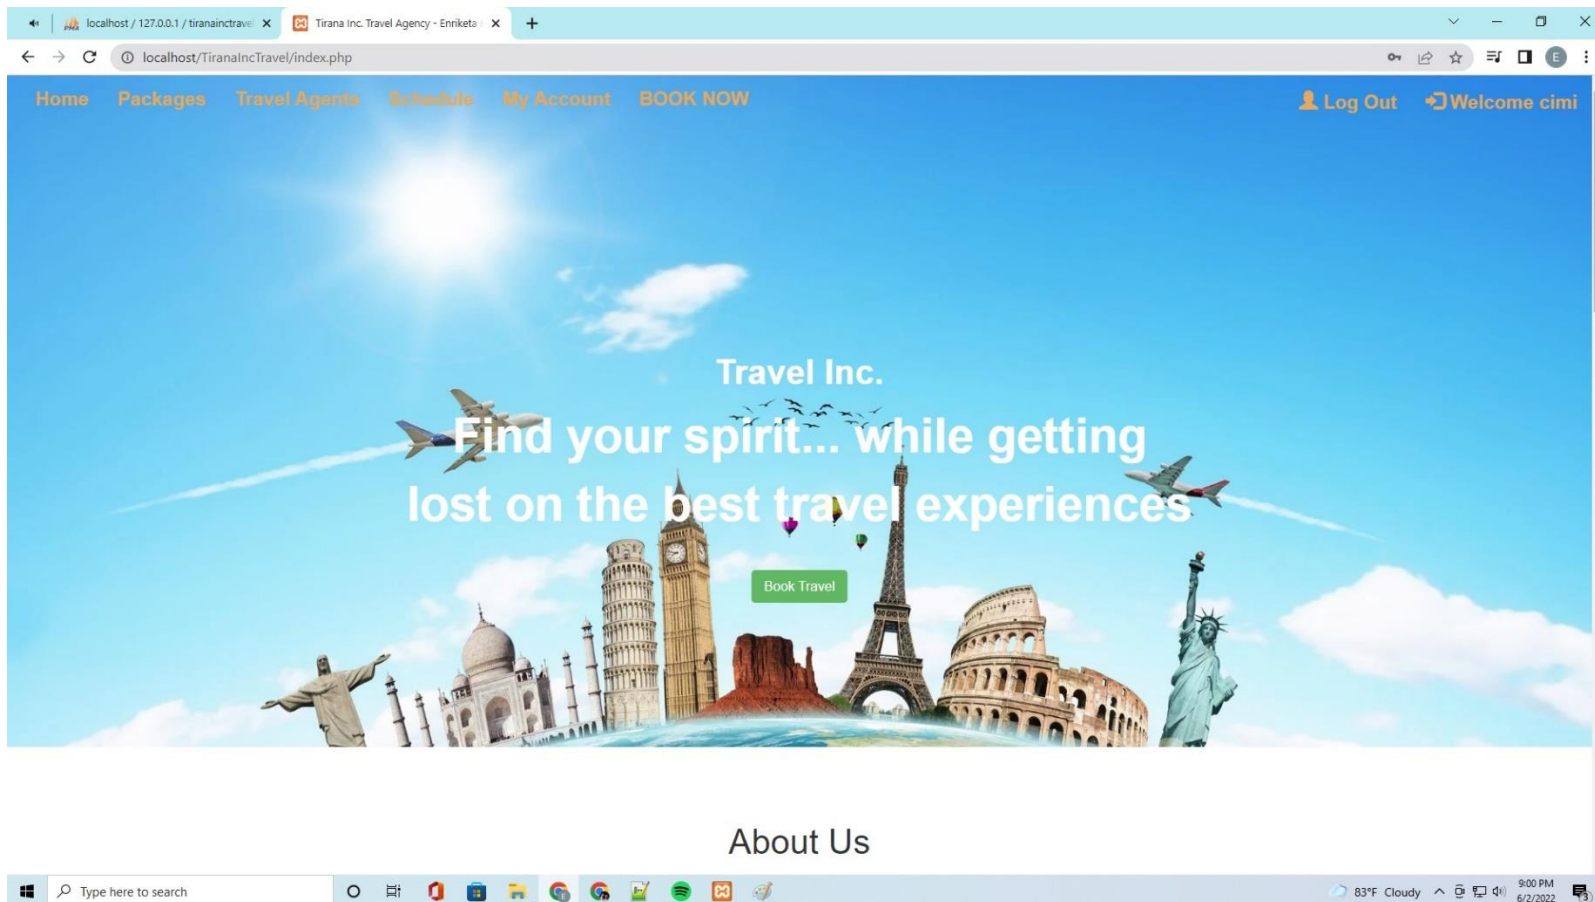 localhost / 127.0.0.1 / tiranainctravel
Tirana Inc. Travel Agency - Enriketa
localhost/TiranaIncTravel/index.php
E
Home Packages Travel Agents Schedule My Account BOOK NOW Log Out Welcome cimi
Travel Inc.
Find your spirit... while getting
lost on the best travel experiences
Book Travel
About Us
Type here to search
83°F Cloudy
9:00 PM
6/2/2022
3